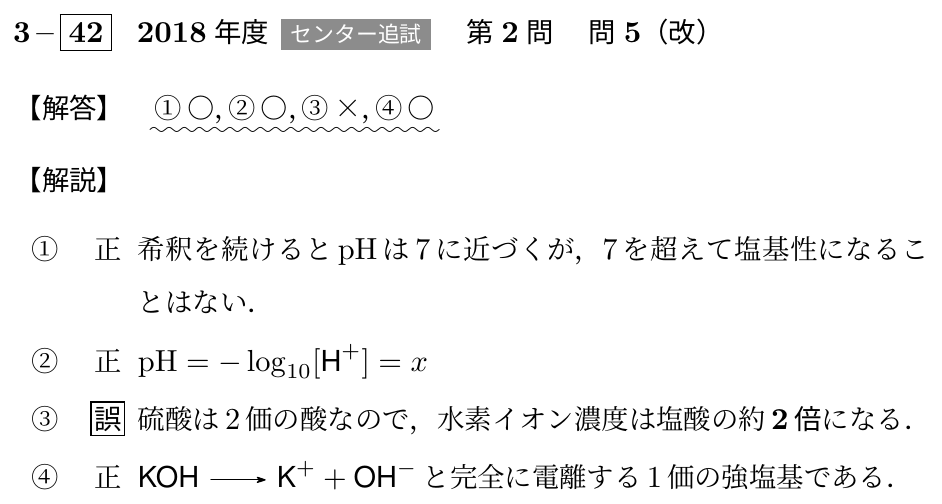 3－42 2018 年度 センター追試 第 2 問 問 5（改）
【解答】 ①○,②○,③×,④○
【解説】
① 正 希釈を続けると pH は 7 に近づくが，7 を超えて塩基性になるこ
とはない．
② 正 pH = − log₁₀[H⁺] = x
③ 誤 硫酸は 2 価の酸なので，水素イオン濃度は塩酸の約 2 倍になる．
④ 正 KOH ⟶ K⁺ + OH⁻ と完全に電離する 1 価の強塩基である．